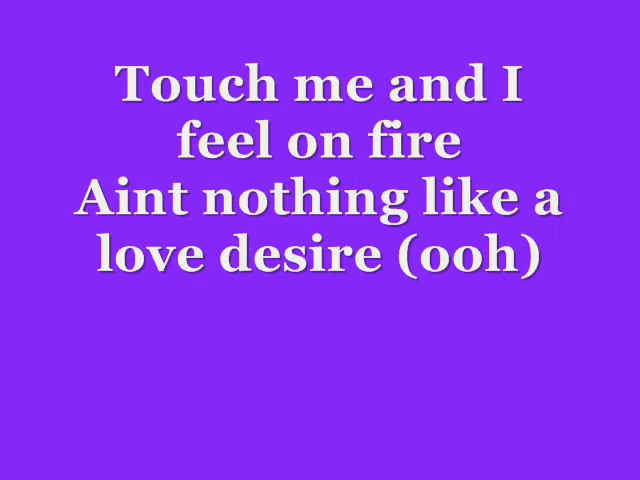 Touch me and I
feel on fire
Aint nothing like a
love desire (ooh)